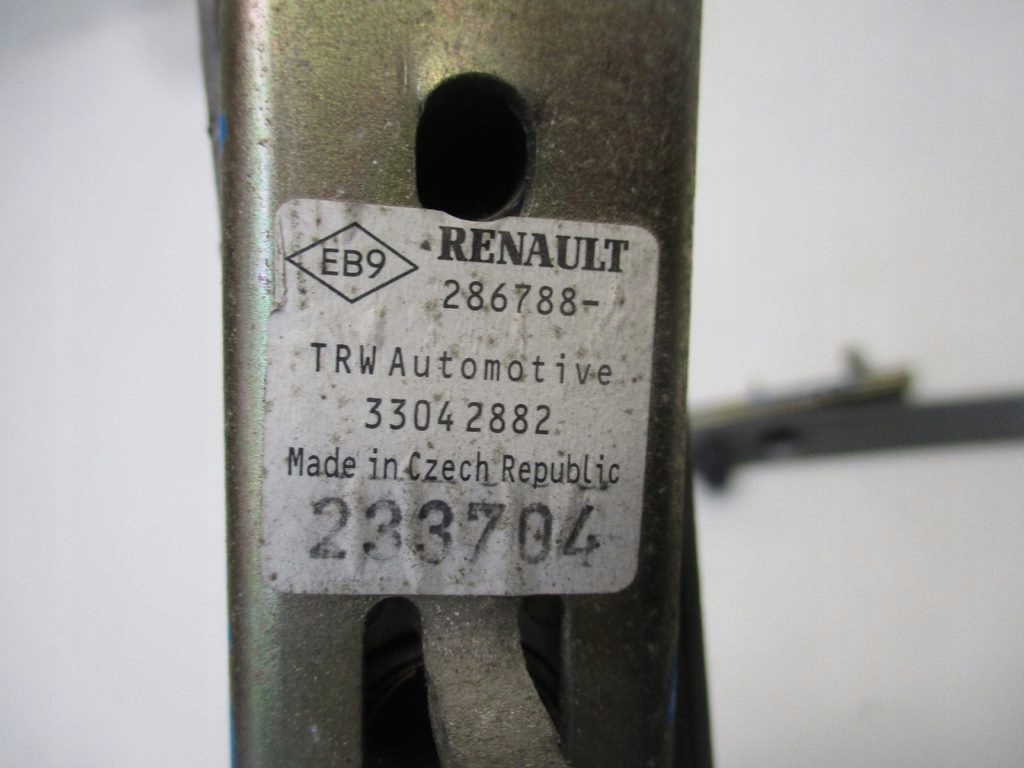 EB9
RENAULT
286788-
TRW Automotive
33042882
Made in Czech Republic
233704